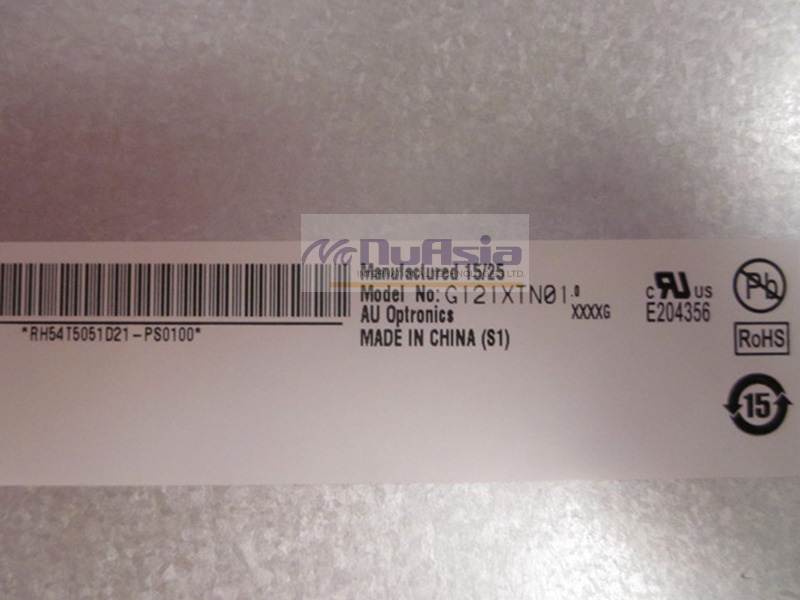 NuAsia
Manufactured 15/25
Model No: G121XTN01.0
AU Optronics XXXXG
MADE IN CHINA (S1)
*RH54T5051D21-PS0100*
c RU US
E204356
Pb
RoHS
15